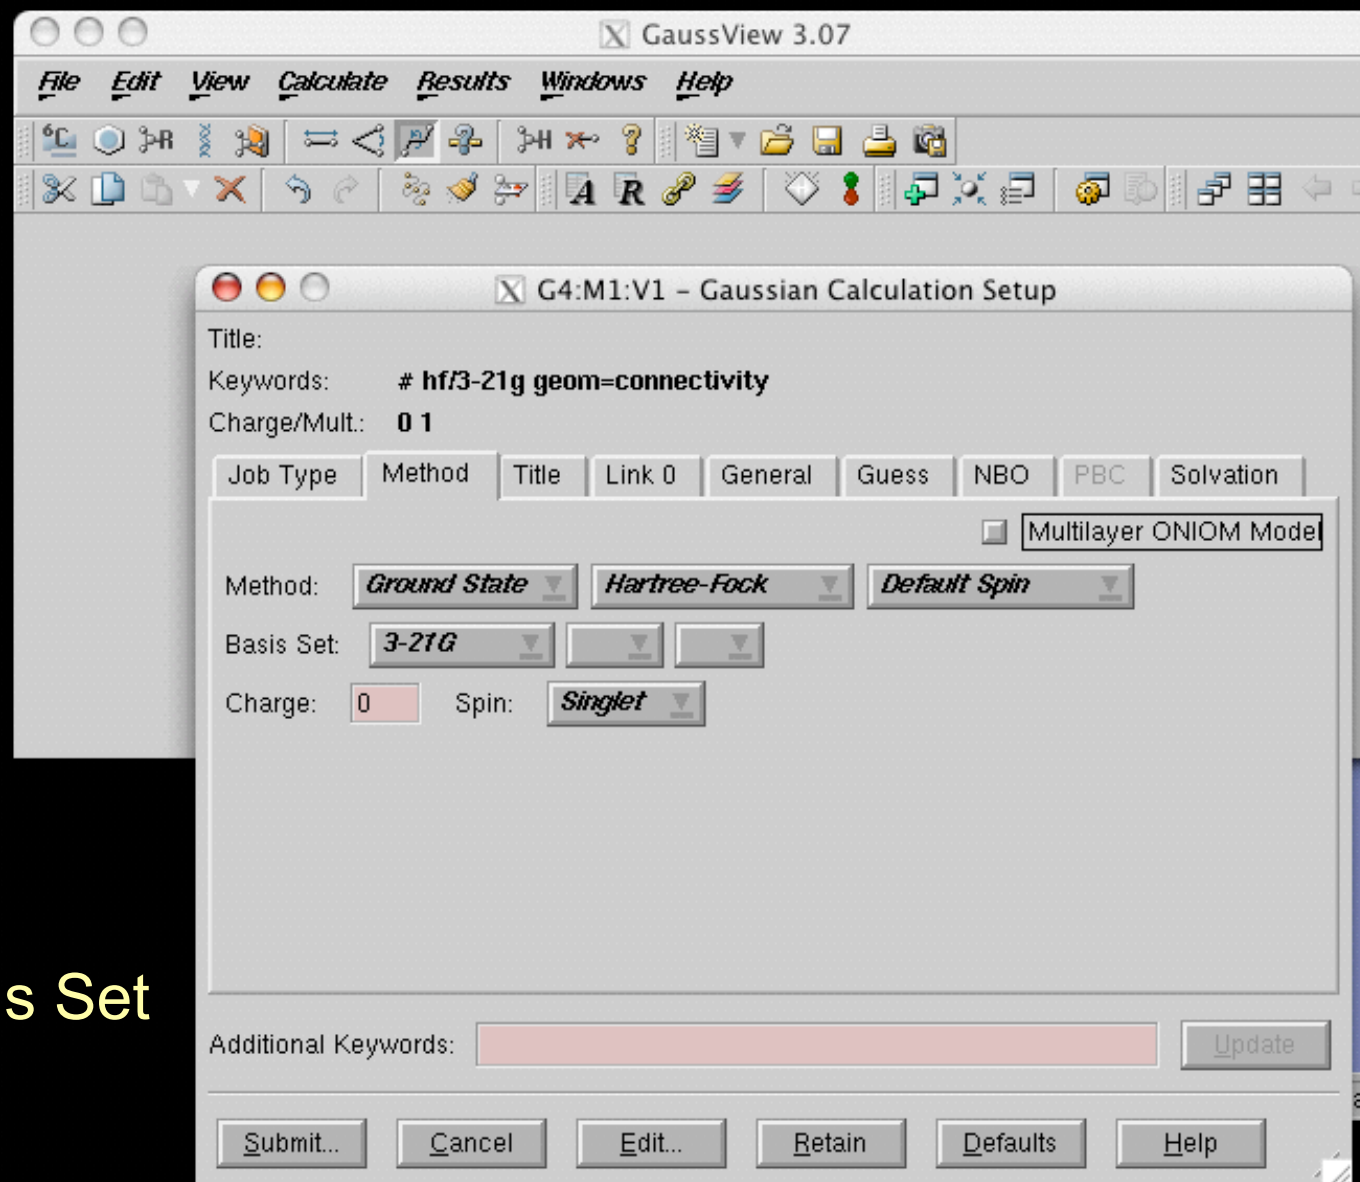 GaussView 3.07
File Edit View Calculate Results Windows Help
G4:M1:V1 – Gaussian Calculation Setup
Title:
Keywords: # hf/3-21g geom=connectivity
Charge/Mult.: 0 1
Job Type Method Title Link 0 General Guess NBO PBC Solvation
Multilayer ONIOM Model
Method: Ground State Hartree-Fock Default Spin
Basis Set: 3-21G
Charge: 0 Spin: Singlet
s Set
Additional Keywords: Update
Submit... Cancel Edit... Retain Defaults Help